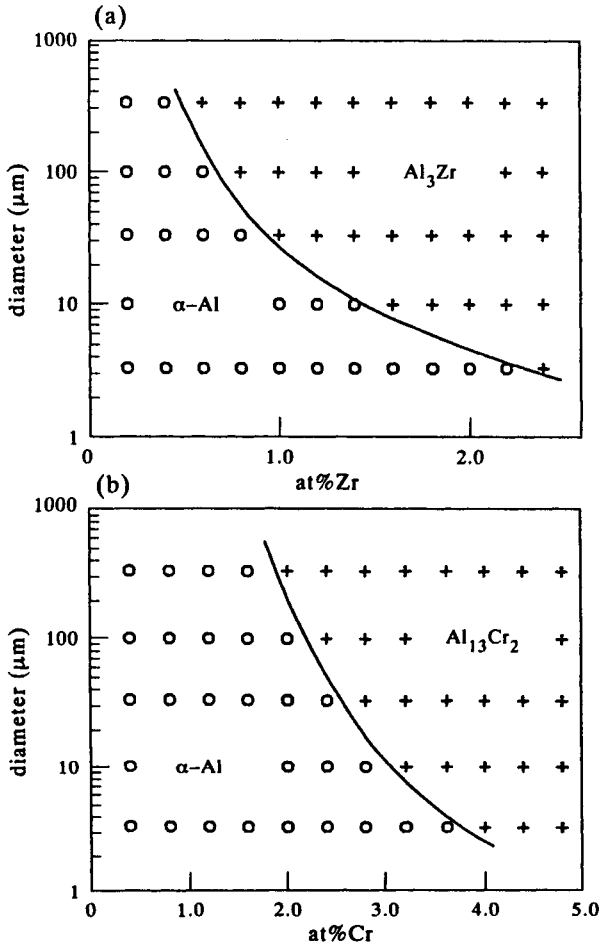 (a)
1000
100
10
1
diameter (μm)
Al₃Zr
α-Al
0 1.0 2.0
at%Zr
(b)
1000
100
10
1
diameter (μm)
Al₁₃Cr₂
α-Al
0 1.0 2.0 3.0 4.0 5.0
at%Cr